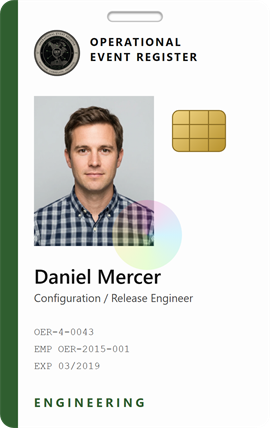 OPERATIONAL
EVENT REGISTER
Daniel Mercer
Configuration / Release Engineer
OER-4-0043
EMP OER-2015-001
EXP 03/2019
ENGINEERING